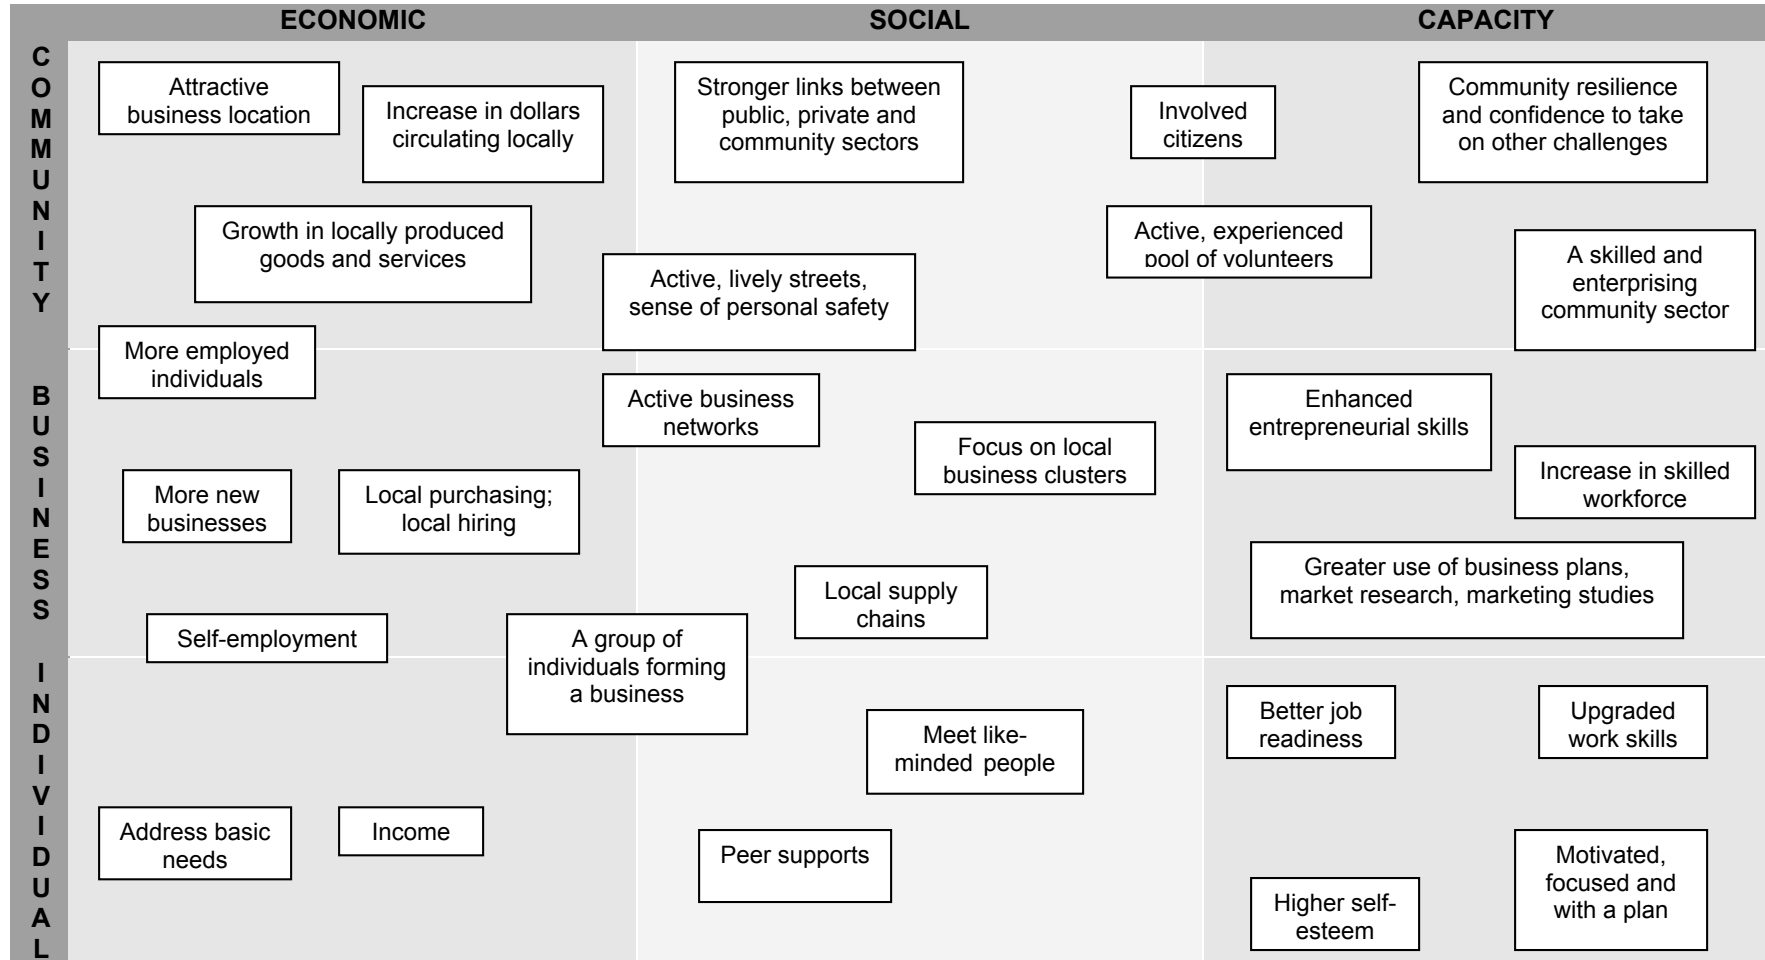 ECONOMIC
SOCIAL
CAPACITY
COMMUNITY
Attractive
business location
Increase in dollars
circulating locally
Growth in locally produced
goods and services
Stronger links between
public, private and
community sectors
Active, lively streets,
sense of personal safety
Involved
citizens
Active, experienced
pool of volunteers
Community resilience
and confidence to take
on other challenges
A skilled and
enterprising
community sector
More employed
individuals
BUSINESS
More new
businesses
Local purchasing;
local hiring
Active business
networks
Focus on local
business clusters
Local supply
chains
Enhanced
entrepreneurial skills
Increase in skilled
workforce
Greater use of business plans,
market research, marketing studies
Self-employment
A group of
individuals forming
a business
INDIVIDUAL
Address basic
needs
Income
Meet like-
minded people
Peer supports
Better job
readiness
Upgraded
work skills
Higher self-
esteem
Motivated,
focused and
with a plan